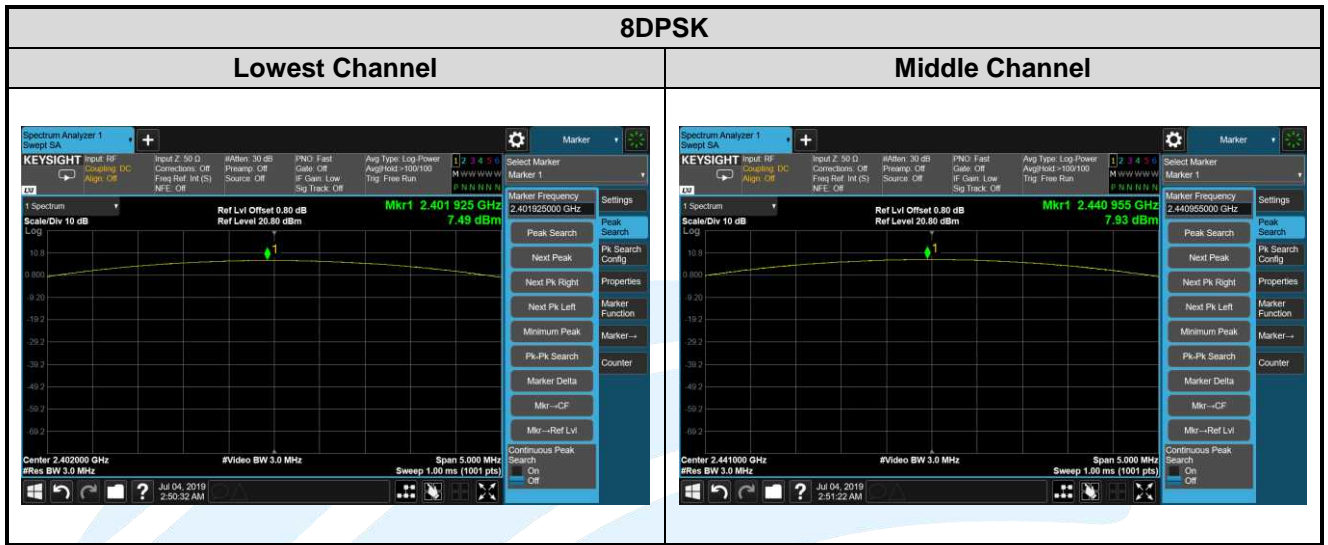 8DPSK
Lowest Channel
Middle Channel
Spectrum Analyzer 1
Swept SA
+
Marker
KEYSIGHT
Input: RF
Coupling: DC
Align: Off
Input Z: 50 Ω
Corrections: Off
Freq Ref: Int (S)
NFE: Off
#Atten: 30 dB
Preamp: Off
Source: Off
PNO: Fast
Gate: Off
IF Gain: Low
Sig Track: Off
Avg Type: Log-Power
Avg|Hold:>100/100
Trig: Free Run
1 2 3 4 5 6
M W W W W W
P N N N N N
Select Marker
Marker 1
LXI
1 Spectrum
Scale/Div 10 dB
Log
Ref Lvl Offset 0.80 dB
Ref Level 20.80 dBm
Mkr1 2.401 925 GHz
7.49 dBm
Marker Frequency
2.401925000 GHz
Settings
Peak Search
Peak
Search
Next Peak
Pk Search
Config
Next Pk Right
Properties
Next Pk Left
Marker
Function
Minimum Peak
Marker→
Pk-Pk Search
Counter
Marker Delta
Mkr→CF
Mkr→Ref Lvl
Continuous Peak
Search
On
Off
1
10.8
0.800
-9.20
-19.2
-29.2
-39.2
-49.2
-59.2
-69.2
Center 2.402000 GHz
#Res BW 3.0 MHz
#Video BW 3.0 MHz
Span 5.000 MHz
Sweep 1.00 ms (1001 pts)
?
Jul 04, 2019
2:50:32 AM
Spectrum Analyzer 1
Swept SA
+
Marker
KEYSIGHT
Input: RF
Coupling: DC
Align: Off
Input Z: 50 Ω
Corrections: Off
Freq Ref: Int (S)
NFE: Off
#Atten: 30 dB
Preamp: Off
Source: Off
PNO: Fast
Gate: Off
IF Gain: Low
Sig Track: Off
Avg Type: Log-Power
Avg|Hold:>100/100
Trig: Free Run
1 2 3 4 5 6
M W W W W W
P N N N N N
Select Marker
Marker 1
LXI
1 Spectrum
Scale/Div 10 dB
Log
Ref Lvl Offset 0.80 dB
Ref Level 20.80 dBm
Mkr1 2.440 955 GHz
7.93 dBm
Marker Frequency
2.440955000 GHz
Settings
Peak Search
Peak
Search
Next Peak
Pk Search
Config
Next Pk Right
Properties
Next Pk Left
Marker
Function
Minimum Peak
Marker→
Pk-Pk Search
Counter
Marker Delta
Mkr→CF
Mkr→Ref Lvl
Continuous Peak
Search
On
Off
1
10.8
0.800
-9.20
-19.2
-29.2
-39.2
-49.2
-59.2
-69.2
Center 2.441000 GHz
#Res BW 3.0 MHz
#Video BW 3.0 MHz
Span 5.000 MHz
Sweep 1.00 ms (1001 pts)
?
Jul 04, 2019
2:51:22 AM